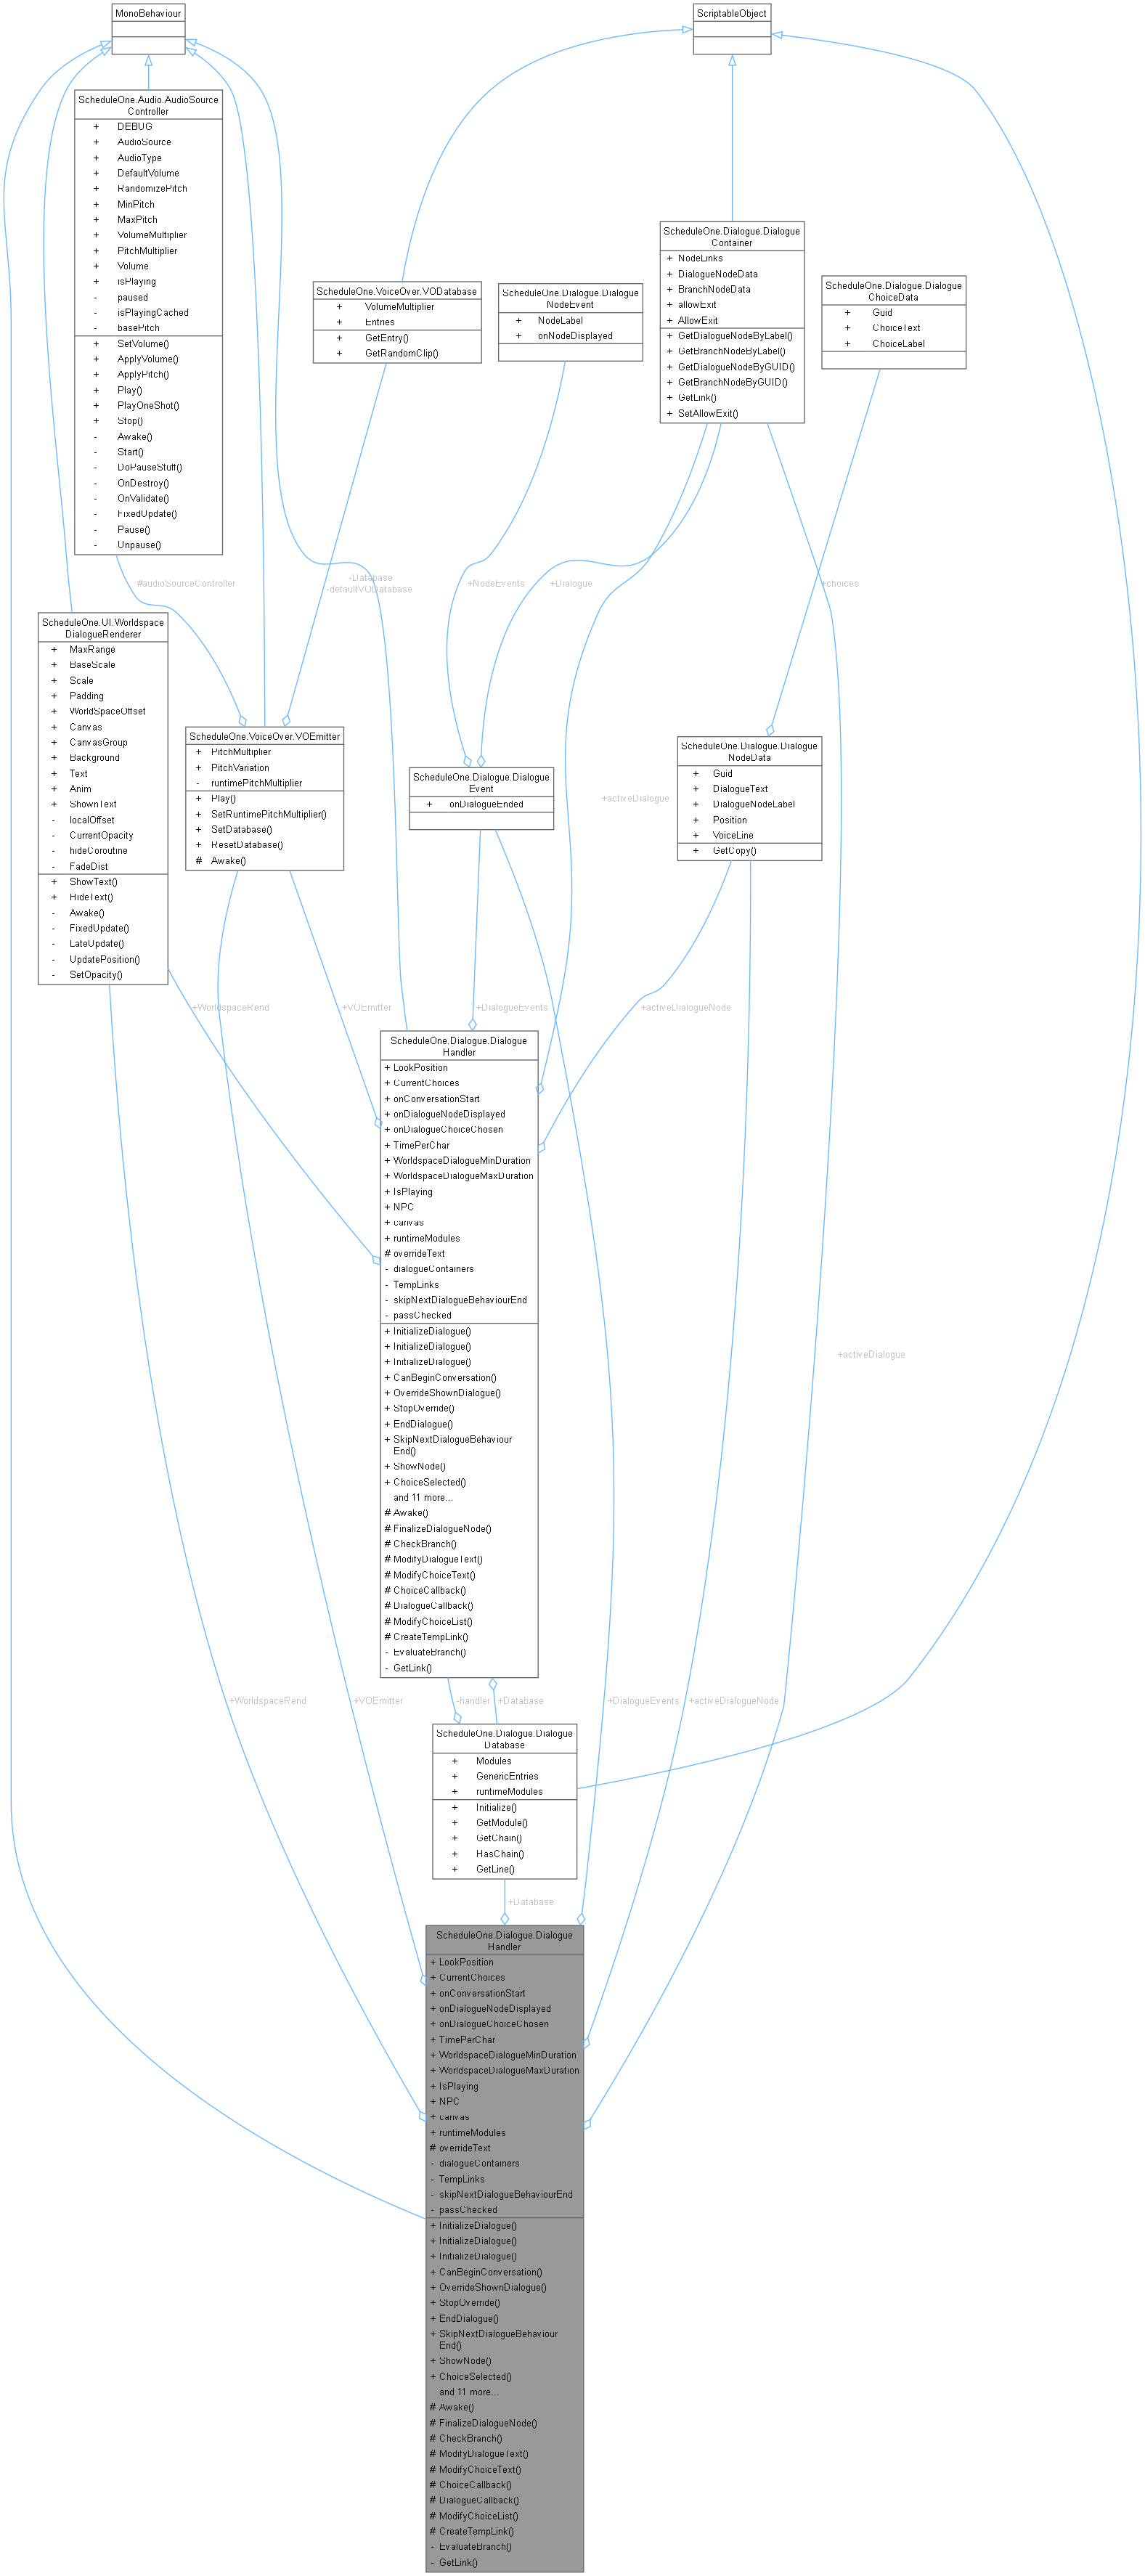 MonoBehaviour
ScriptableObject
ScheduleOne.Audio.AudioSource
Controller
+ DEBUG
+ AudioSource
+ AudioType
+ DefaultVolume
+ RandomizePitch
+ MinPitch
+ MaxPitch
+ VolumeMultiplier
+ PitchMultiplier
+ Volume
+ isPlaying
- paused
- isPlayingCached
- basePitch
+ SetVolume()
+ ApplyVolume()
+ ApplyPitch()
+ Play()
+ PlayOneShot()
+ Stop()
- Awake()
- Start()
- DoPauseStuff()
- OnDestroy()
- OnValidate()
- FixedUpdate()
- Pause()
- Unpause()
ScheduleOne.Dialogue.Dialogue
Container
+ NodeLinks
+ DialogueNodeData
+ BranchNodeData
+ allowExit
+ AllowExit
+ GetDialogueNodeByLabel()
+ GetBranchNodeByLabel()
+ GetDialogueNodeByGUID()
+ GetBranchNodeByGUID()
+ GetLink()
+ SetAllowExit()
ScheduleOne.VoiceOver.VODatabase
+ VolumeMultiplier
+ Entries
+ GetEntry()
+ GetRandomClip()
ScheduleOne.Dialogue.Dialogue
NodeEvent
+ NodeLabel
+ onNodeDisplayed
ScheduleOne.Dialogue.Dialogue
ChoiceData
+ Guid
+ ChoiceText
+ ChoiceLabel
#audioSourceController
-Database
-defaultVODatabase
+NodeEvents
+Dialogue
+choices
ScheduleOne.UI.Worldspace
DialogueRenderer
+ MaxRange
+ BaseScale
+ Scale
+ Padding
+ WorldSpaceOffset
+ Canvas
+ CanvasGroup
+ Background
+ Text
+ Anim
+ ShownText
- localOffset
- CurrentOpacity
- hideCoroutine
- FadeDist
+ ShowText()
+ HideText()
- Awake()
- FixedUpdate()
- LateUpdate()
- UpdatePosition()
- SetOpacity()
ScheduleOne.VoiceOver.VOEmitter
+ PitchMultiplier
+ PitchVariation
- runtimePitchMultiplier
+ Play()
+ SetRuntimePitchMultiplier()
+ SetDatabase()
+ ResetDatabase()
# Awake()
ScheduleOne.Dialogue.Dialogue
Event
+ onDialogueEnded
+activeDialogue
ScheduleOne.Dialogue.Dialogue
NodeData
+ Guid
+ DialogueText
+ DialogueNodeLabel
+ Position
+ VoiceLine
+ GetCopy()
+WorldspaceRend
+VOEmitter
+DialogueEvents
+activeDialogueNode
ScheduleOne.Dialogue.Dialogue
Handler
+ LookPosition
+ CurrentChoices
+ onConversationStart
+ onDialogueNodeDisplayed
+ onDialogueChoiceChosen
+ TimePerChar
+ WorldspaceDialogueMinDuration
+ WorldspaceDialogueMaxDuration
+ IsPlaying
+ NPC
+ canvas
+ runtimeModules
# overrideText
- dialogueContainers
- TempLinks
- skipNextDialogueBehaviourEnd
- passChecked
+ InitializeDialogue()
+ InitializeDialogue()
+ InitializeDialogue()
+ CanBeginConversation()
+ OverrideShownDialogue()
+ StopOverride()
+ EndDialogue()
+ SkipNextDialogueBehaviour
End()
+ ShowNode()
+ ChoiceSelected()
and 11 more...
# Awake()
# FinalizeDialogueNode()
# CheckBranch()
# ModifyDialogueText()
# ModifyChoiceText()
# ChoiceCallback()
# DialogueCallback()
# ModifyChoiceList()
# CreateTempLink()
- EvaluateBranch()
- GetLink()
+activeDialogue
+WorldspaceRend
+VOEmitter
-handler
+Database
+DialogueEvents
+activeDialogueNode
ScheduleOne.Dialogue.Dialogue
Database
+ Modules
+ GenericEntries
+ runtimeModules
+ Initialize()
+ GetModule()
+ GetChain()
+ HasChain()
+ GetLine()
+Database
ScheduleOne.Dialogue.Dialogue
Handler
+ LookPosition
+ CurrentChoices
+ onConversationStart
+ onDialogueNodeDisplayed
+ onDialogueChoiceChosen
+ TimePerChar
+ WorldspaceDialogueMinDuration
+ WorldspaceDialogueMaxDuration
+ IsPlaying
+ NPC
+ canvas
+ runtimeModules
# overrideText
- dialogueContainers
- TempLinks
- skipNextDialogueBehaviourEnd
- passChecked
+ InitializeDialogue()
+ InitializeDialogue()
+ InitializeDialogue()
+ CanBeginConversation()
+ OverrideShownDialogue()
+ StopOverride()
+ EndDialogue()
+ SkipNextDialogueBehaviour
End()
+ ShowNode()
+ ChoiceSelected()
and 11 more...
# Awake()
# FinalizeDialogueNode()
# CheckBranch()
# ModifyDialogueText()
# ModifyChoiceText()
# ChoiceCallback()
# DialogueCallback()
# ModifyChoiceList()
# CreateTempLink()
- EvaluateBranch()
- GetLink()